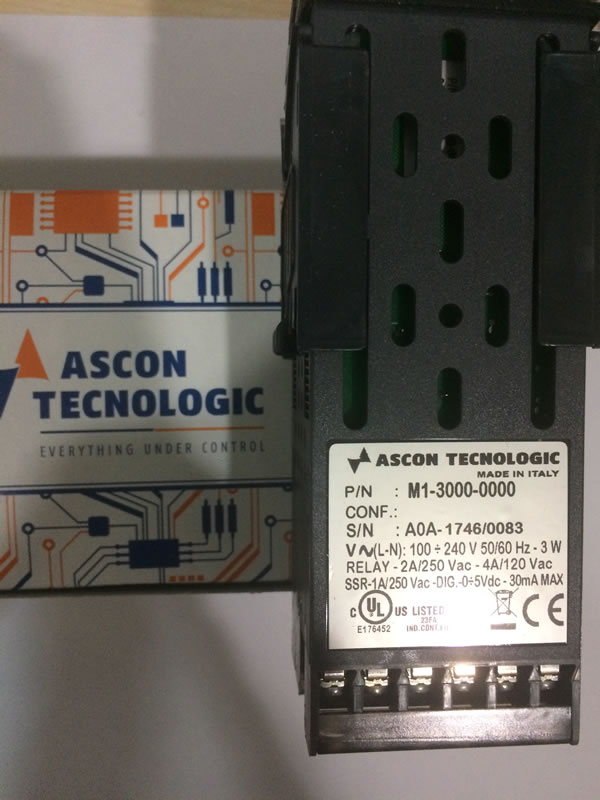 ASCON
TECNOLOGIC
EVERYTHING UNDER CONTROL
ASCON TECNOLOGIC
MADE IN ITALY
P/N : M1-3000-0000
CONF.:
S/N : A0A-1746/0083
V∿(L-N): 100 ÷ 240 V 50/60 Hz - 3 W
RELAY - 2A/250 Vac - 4A/120 Vac
SSR-1A/250 Vac -DIG.-0÷5Vdc - 30mA MAX
C UL US LISTED CE
E176452